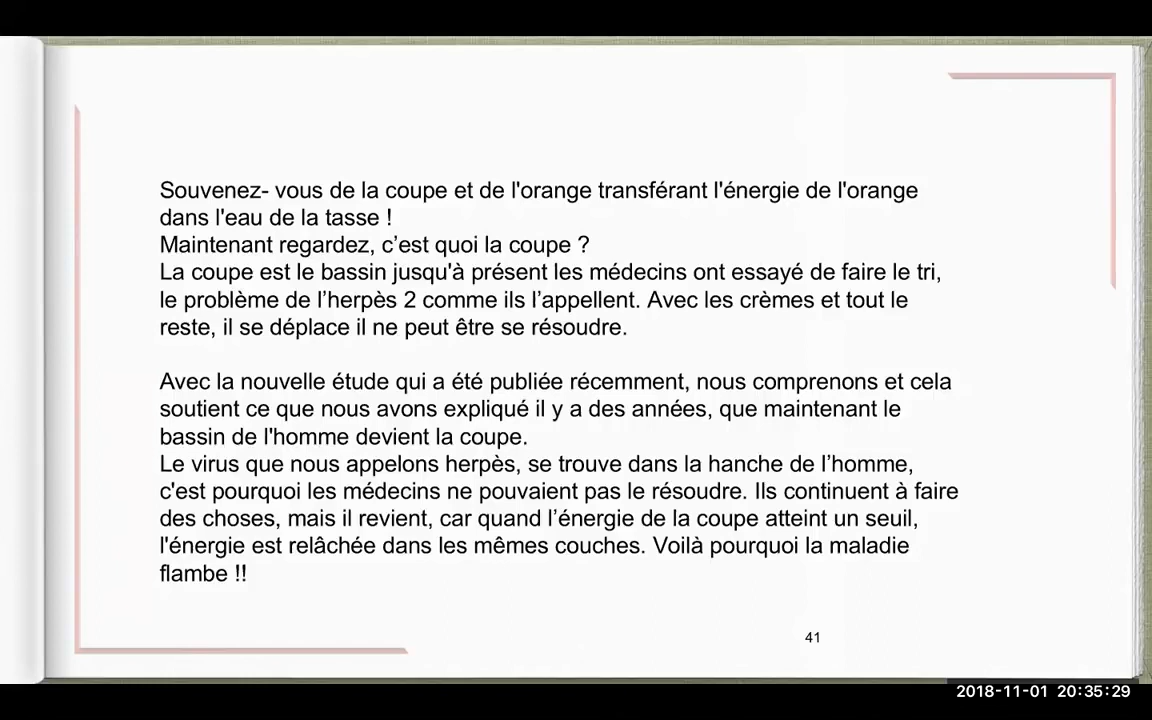 Souvenez- vous de la coupe et de l'orange transférant l'énergie de l'orange
dans l'eau de la tasse !
Maintenant regardez, c’est quoi la coupe ?
La coupe est le bassin jusqu'à présent les médecins ont essayé de faire le tri,
le problème de l’herpès 2 comme ils l’appellent. Avec les crèmes et tout le
reste, il se déplace il ne peut être se résoudre.
Avec la nouvelle étude qui a été publiée récemment, nous comprenons et cela
soutient ce que nous avons expliqué il y a des années, que maintenant le
bassin de l'homme devient la coupe.
Le virus que nous appelons herpès, se trouve dans la hanche de l’homme,
c'est pourquoi les médecins ne pouvaient pas le résoudre. Ils continuent à faire
des choses, mais il revient, car quand l’énergie de la coupe atteint un seuil,
l'énergie est relâchée dans les mêmes couches. Voilà pourquoi la maladie
flambe !!
41
2018-11-01 20:35:29